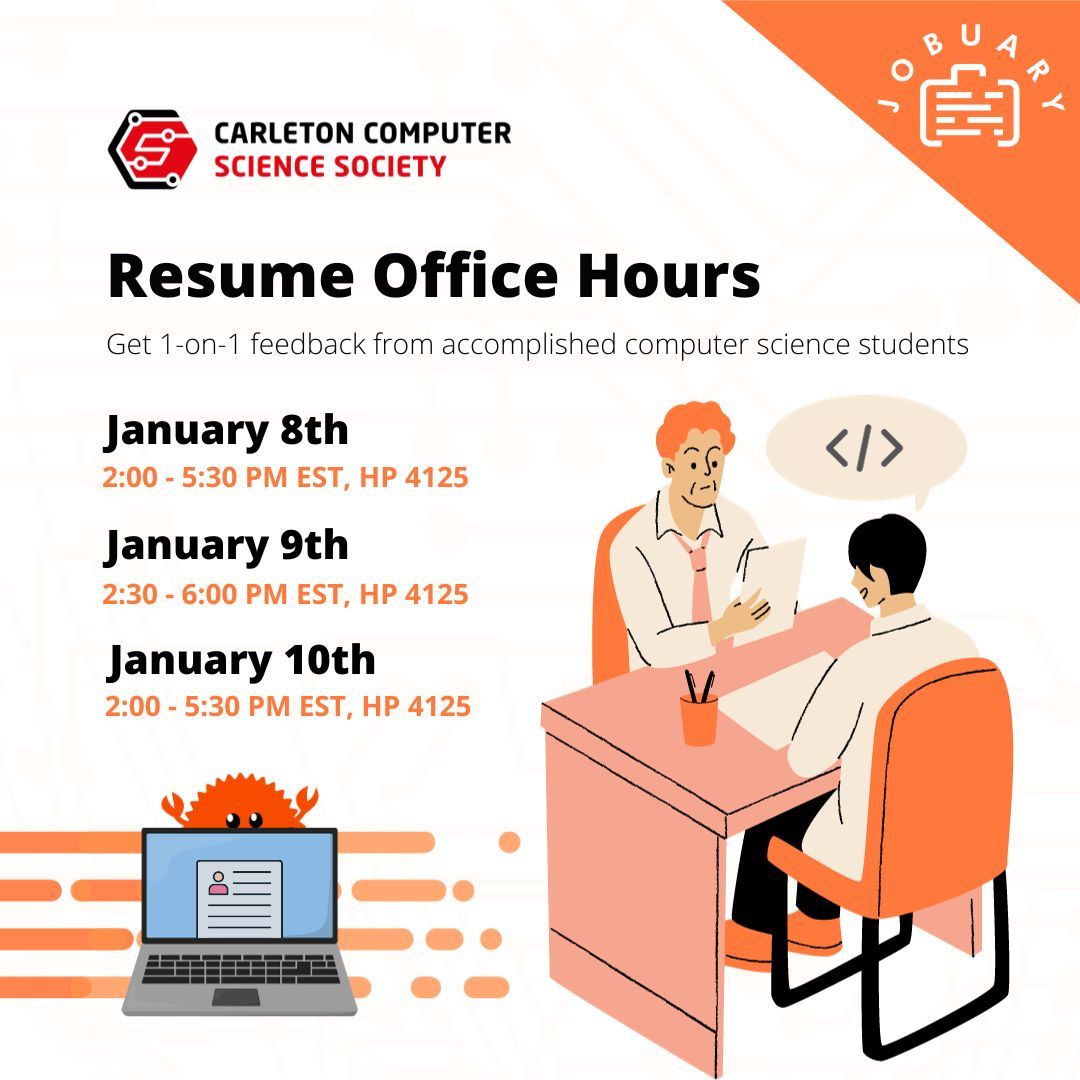 JOBUARY
CARLETON COMPUTER
SCIENCE SOCIETY
Resume Office Hours
Get 1-on-1 feedback from accomplished computer science students
January 8th
2:00 - 5:30 PM EST, HP 4125
January 9th
2:30 - 6:00 PM EST, HP 4125
January 10th
2:00 - 5:30 PM EST, HP 4125
</>